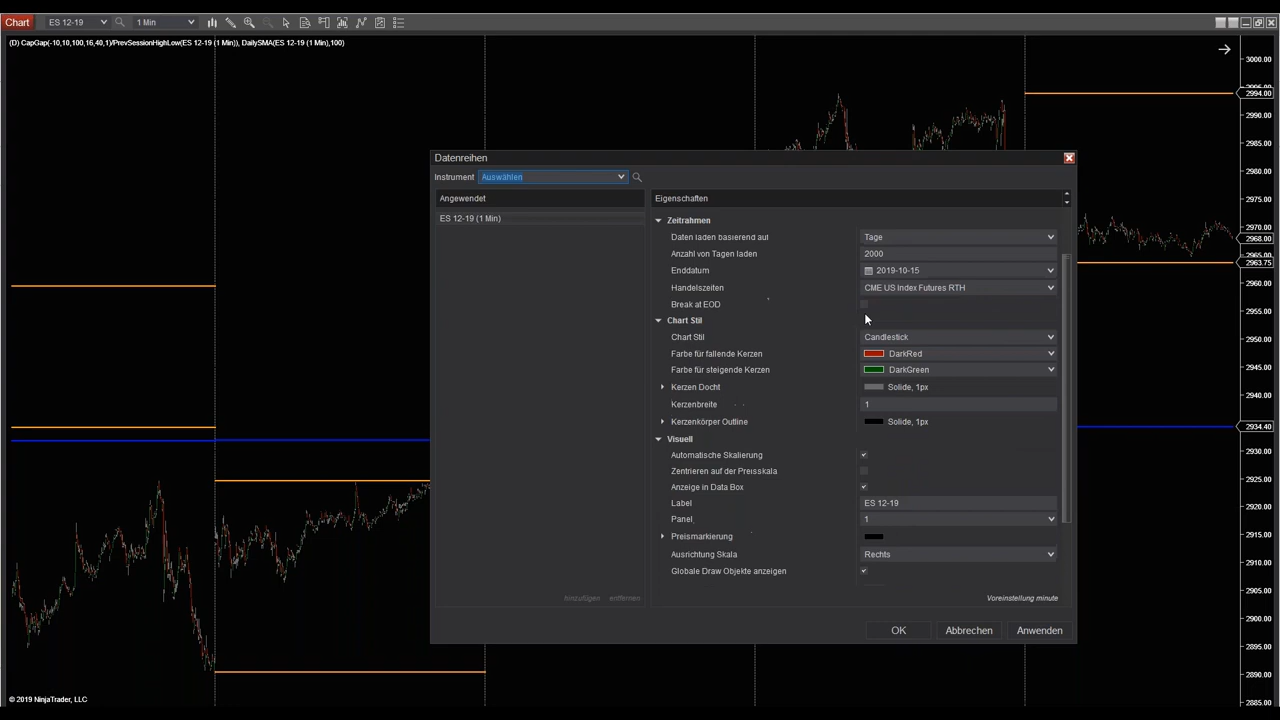 Chart ES 12-19 1 Min
(D) CapGap(-10,10,100,16,40,1)/PrevSessionHighLow(ES 12-19 (1 Min)), DailySMA(ES 12-19 (1 Min),100)
3000.00
2995.00
2994.00
2990.00
2985.00
2980.00
2975.00
2970.00
2968.00
2965.00
2963.75
2960.00
2955.00
2950.00
2945.00
2940.00
2935.00
2934.40
2930.00
2925.00
2920.00
2915.00
2910.00
2905.00
2900.00
2895.00
2890.00
2885.00
Datenreihen
Instrument Auswählen
Angewendet
ES 12-19 (1 Min)
hinzufügen entfernen
Eigenschaften
Zeitrahmen
Daten laden basierend auf Tage
Anzahl von Tagen laden 2000
Enddatum 2019-10-15
Handelszeiten CME US Index Futures RTH
Break at EOD
Chart Stil
Chart Stil Candlestick
Farbe für fallende Kerzen DarkRed
Farbe für steigende Kerzen DarkGreen
Kerzen Docht Solide, 1px
Kerzenbreite 1
Kerzenkörper Outline Solide, 1px
Visuell
Automatische Skalierung
Zentrieren auf der Preisskala
Anzeige in Data Box
Label ES 12-19
Panel 1
Preismarkierung
Ausrichtung Skala Rechts
Globale Draw Objekte anzeigen
Voreinstellung minute
OK Abbrechen Anwenden
© 2019 NinjaTrader, LLC